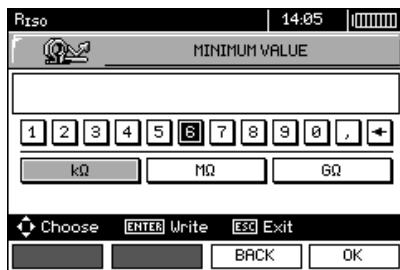 RISO 14:05
MINIMUM VALUE
1 2 3 4 5 6 7 8 9 0 , ←
kΩ MΩ GΩ
Choose ENTER Write ESC Exit
BACK OK